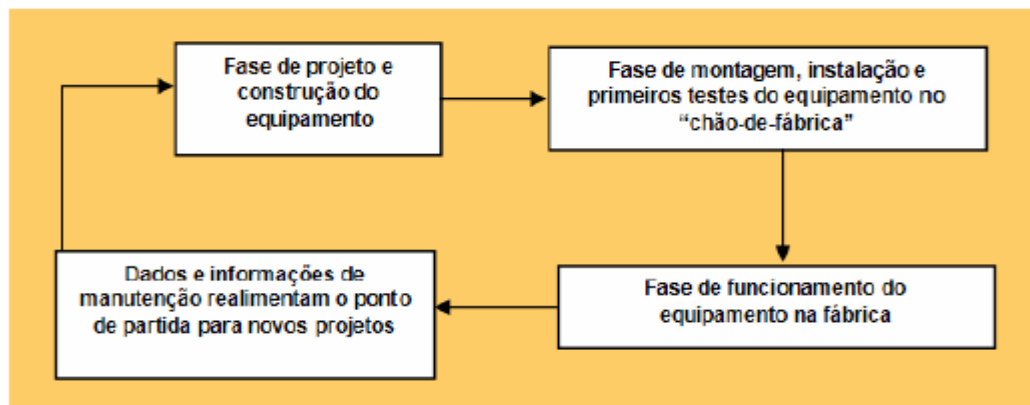 Fase de projeto e
construção do
equipamento
Fase de montagem, instalação e
primeiros testes do equipamento no
“chão-de-fábrica”
Dados e informações de
manutenção realimentam o ponto
de partida para novos projetos
Fase de funcionamento do
equipamento na fábrica